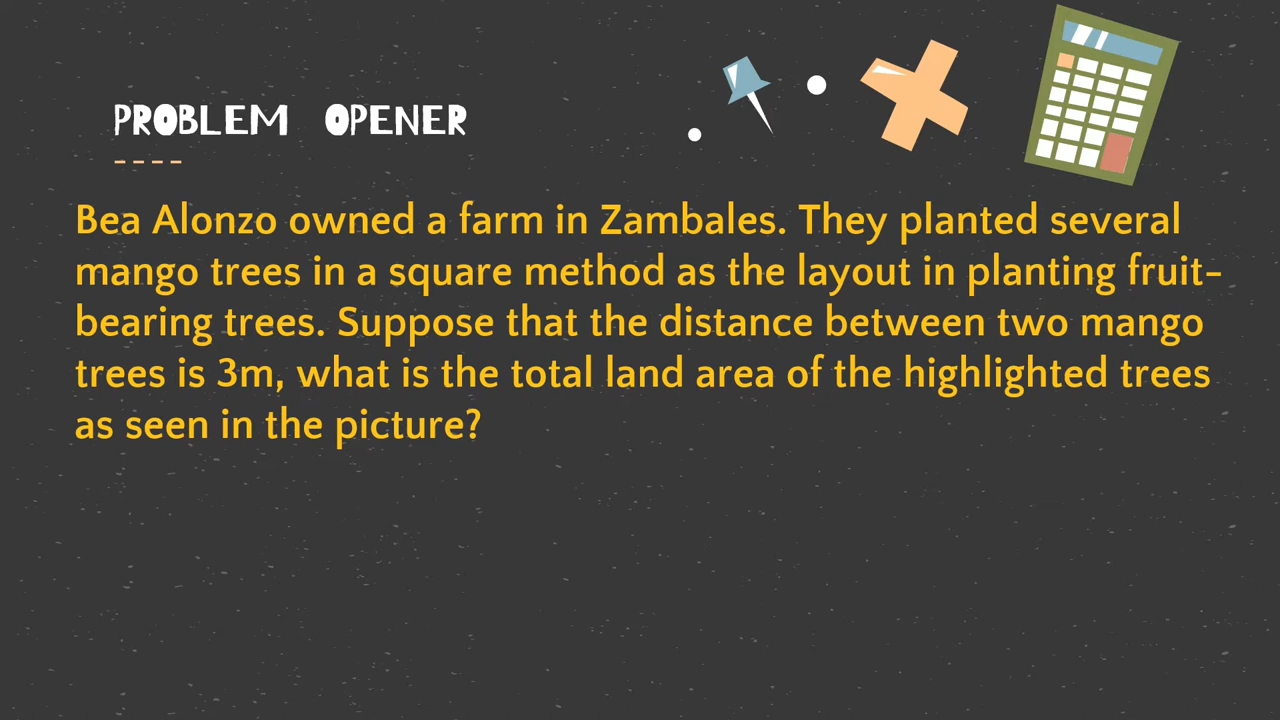 PROBLEM OPENER
Bea Alonzo owned a farm in Zambales. They planted several
mango trees in a square method as the layout in planting fruit-
bearing trees. Suppose that the distance between two mango
trees is 3m, what is the total land area of the highlighted trees
as seen in the picture?